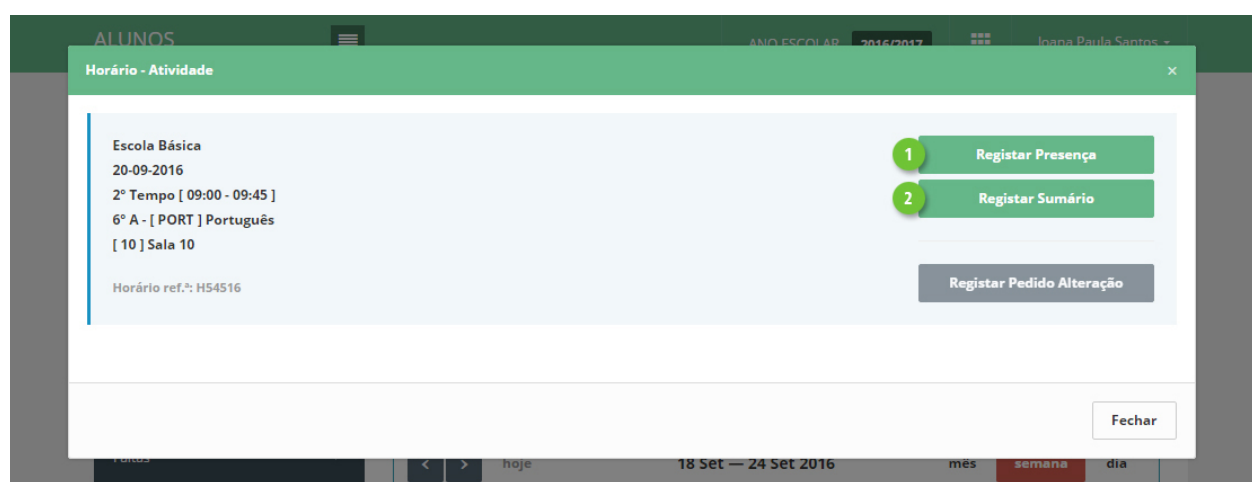 ALUNOS
ANO ESCOLAR 2016/2017 Joana Paula Santos
Horário - Atividade ×
Escola Básica
20-09-2016
2º Tempo [ 09:00 - 09:45 ]
6º A - [ PORT ] Português
[ 10 ] Sala 10
Horário ref.ª: H54516
1 Registar Presença
2 Registar Sumário
Registar Pedido Alteração
Fechar
Faltas
< > hoje 18 Set — 24 Set 2016 mês semana dia